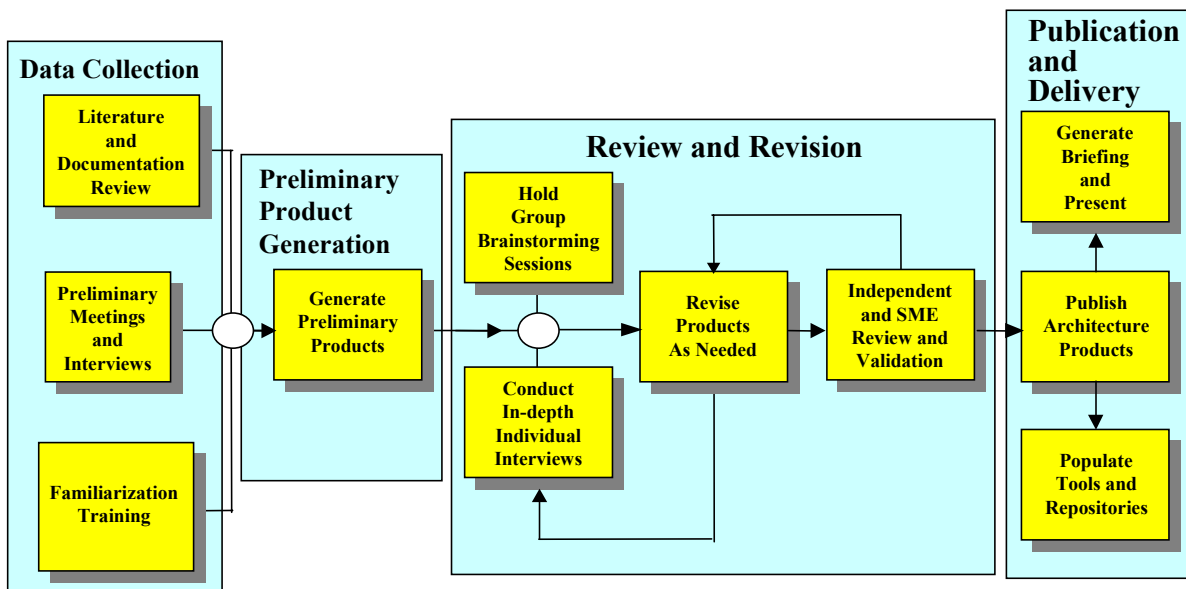 Data Collection
Literature
and
Documentation
Review
Preliminary
Meetings
and
Interviews
Familiarization
Training
Preliminary
Product
Generation
Generate
Preliminary
Products
Review and Revision
Hold
Group
Brainstorming
Sessions
Conduct
In-depth
Individual
Interviews
Revise
Products
As Needed
Independent
and SME
Review and
Validation
Publication
and
Delivery
Generate
Briefing
and
Present
Publish
Architecture
Products
Populate
Tools and
Repositories